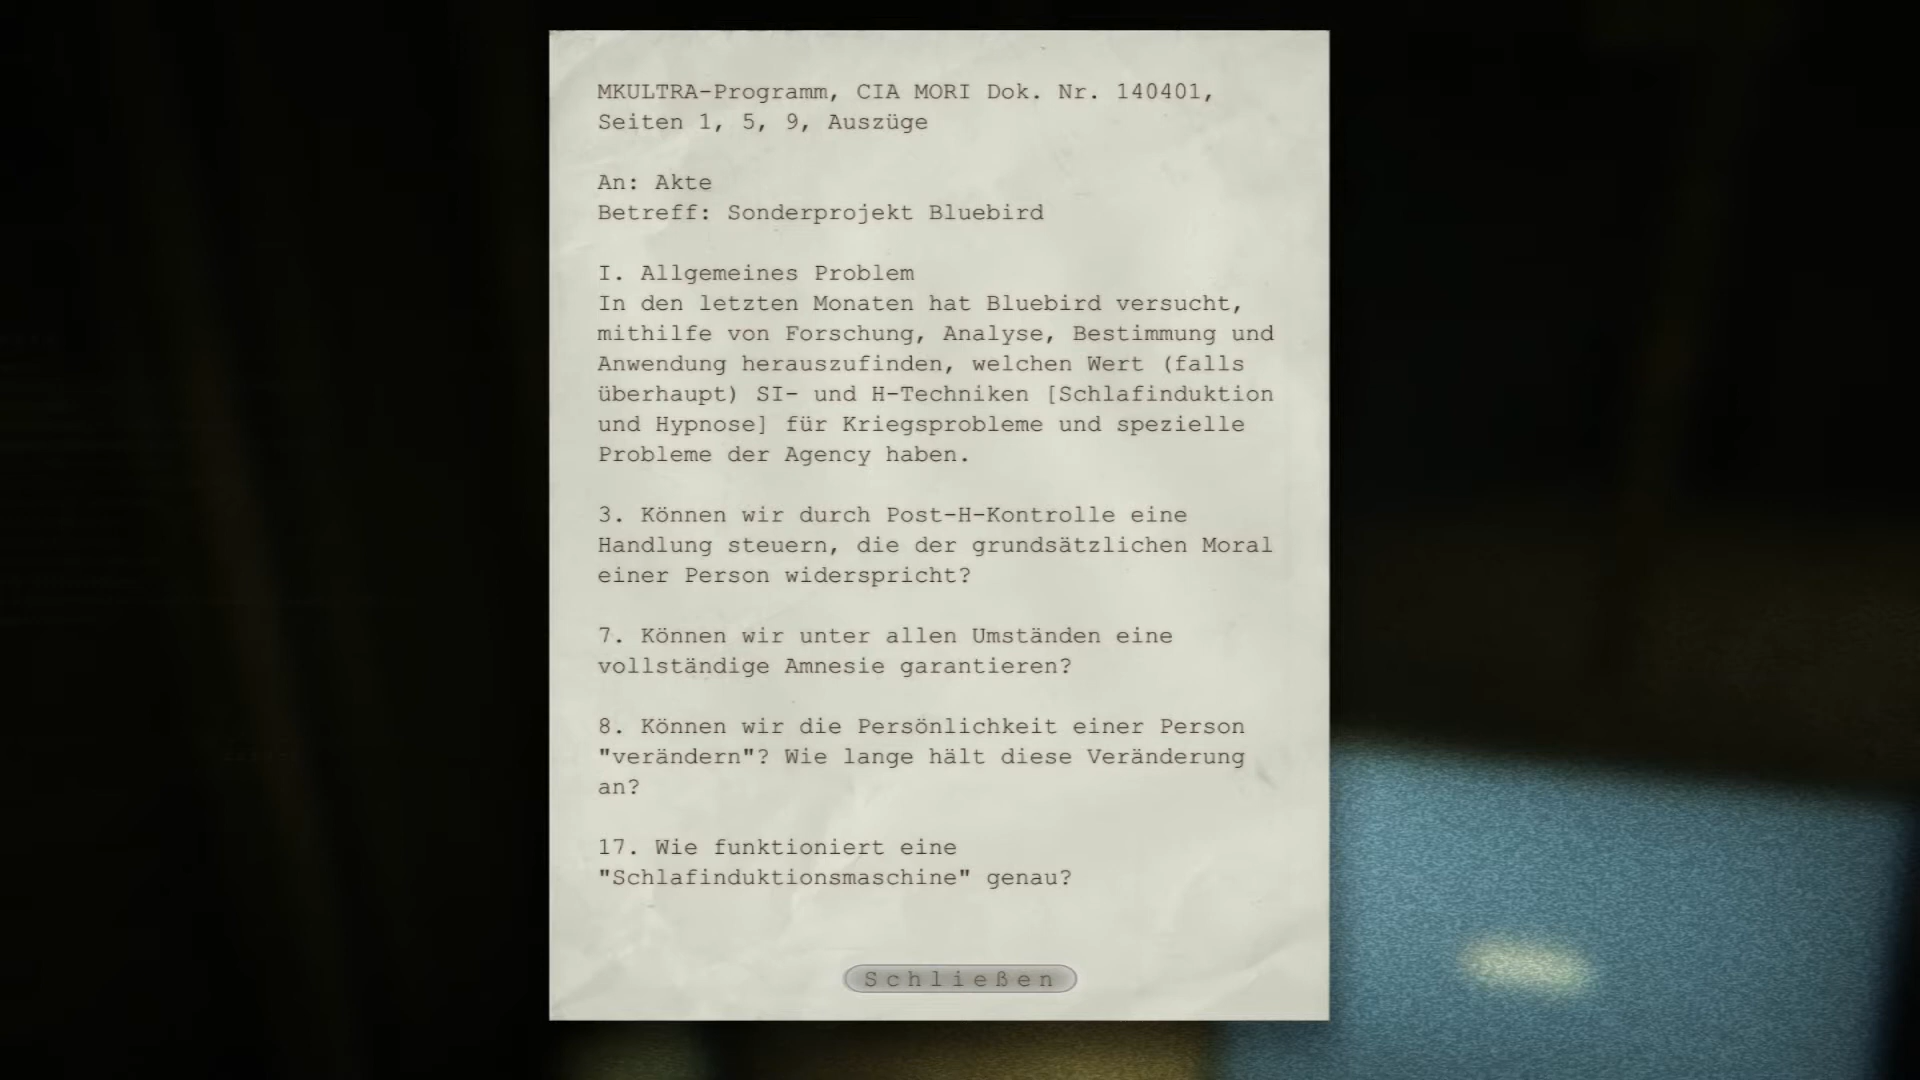 MKULTRA-Programm, CIA MORI Dok. Nr. 140401,
Seiten 1, 5, 9, Auszüge
An: Akte
Betreff: Sonderprojekt Bluebird
I. Allgemeines Problem
In den letzten Monaten hat Bluebird versucht,
mithilfe von Forschung, Analyse, Bestimmung und
Anwendung herauszufinden, welchen Wert (falls
überhaupt) SI- und H-Techniken [Schlafinduktion
und Hypnose] für Kriegsprobleme und spezielle
Probleme der Agency haben.
3. Können wir durch Post-H-Kontrolle eine
Handlung steuern, die der grundsätzlichen Moral
einer Person widerspricht?
7. Können wir unter allen Umständen eine
vollständige Amnesie garantieren?
8. Können wir die Persönlichkeit einer Person
"verändern"? Wie lange hält diese Veränderung
an?
17. Wie funktioniert eine
"Schlafinduktionsmaschine" genau?
Schließen